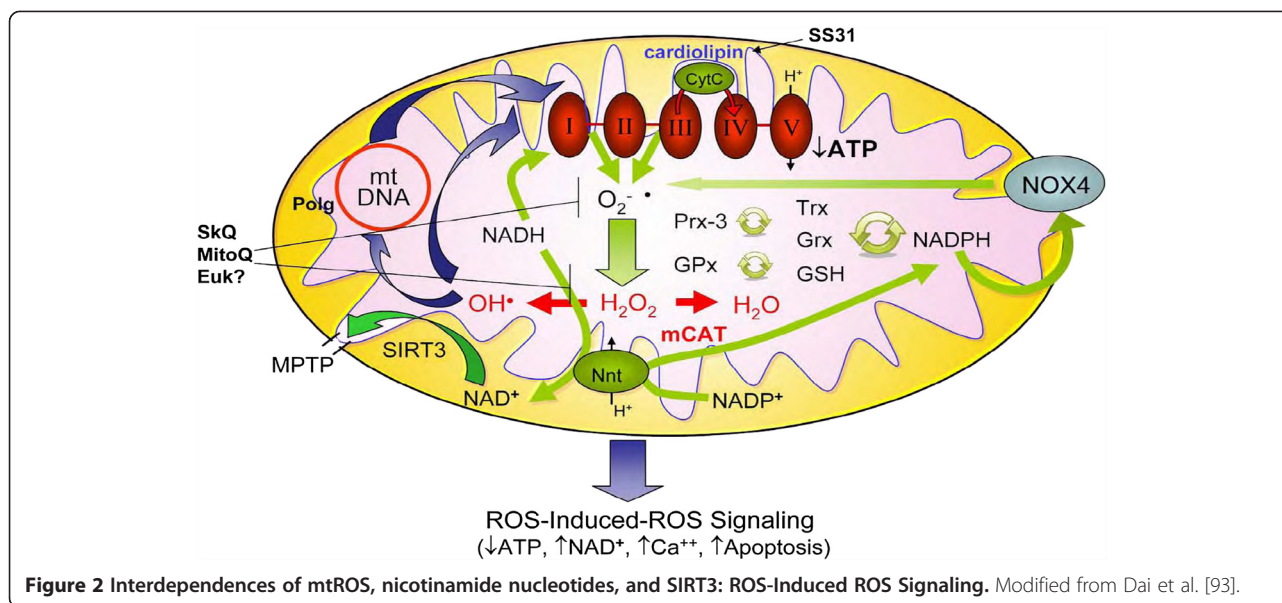 SS31
cardiolipin
CytC
H⁺
I
II
III
IV
V
↓ATP
mt
DNA
Polg
NOX4
O₂⁻ •
SkQ
MitoQ
Euk?
NADH
Prx-3
Trx
Grx
GPx
GSH
NADPH
OH•
H₂O₂
H₂O
mCAT
MPTP
SIRT3
NAD⁺
Nnt
H⁺
NADP⁺
ROS-Induced-ROS Signaling
(↓ATP, ↑NAD⁺, ↑Ca⁺⁺, ↑Apoptosis)
Figure 2 Interdependences of mtROS, nicotinamide nucleotides, and SIRT3: ROS-Induced ROS Signaling. Modified from Dai et al. [93].